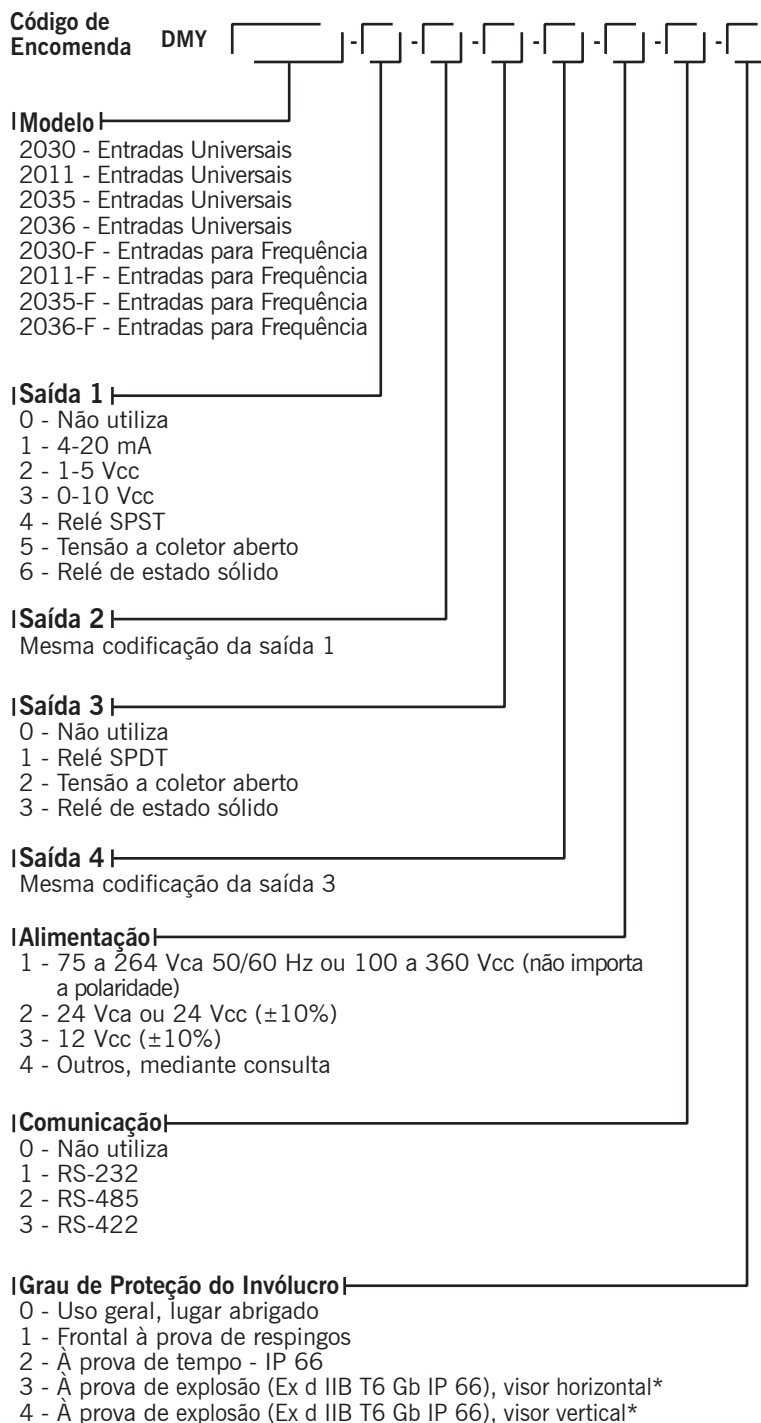 Código de
Encomenda DMY - - - - - - -
Modelo
2030 - Entradas Universais
2011 - Entradas Universais
2035 - Entradas Universais
2036 - Entradas Universais
2030-F - Entradas para Frequência
2011-F - Entradas para Frequência
2035-F - Entradas para Frequência
2036-F - Entradas para Frequência
Saída 1
0 - Não utiliza
1 - 4-20 mA
2 - 1-5 Vcc
3 - 0-10 Vcc
4 - Relé SPST
5 - Tensão a coletor aberto
6 - Relé de estado sólido
Saída 2
Mesma codificação da saída 1
Saída 3
0 - Não utiliza
1 - Relé SPDT
2 - Tensão a coletor aberto
3 - Relé de estado sólido
Saída 4
Mesma codificação da saída 3
Alimentação
1 - 75 a 264 Vca 50/60 Hz ou 100 a 360 Vcc (não importa
a polaridade)
2 - 24 Vca ou 24 Vcc (±10%)
3 - 12 Vcc (±10%)
4 - Outros, mediante consulta
Comunicação
0 - Não utiliza
1 - RS-232
2 - RS-485
3 - RS-422
Grau de Proteção do Invólucro
0 - Uso geral, lugar abrigado
1 - Frontal à prova de respingos
2 - À prova de tempo - IP 66
3 - À prova de explosão (Ex d IIB T6 Gb IP 66), visor horizontal*
4 - À prova de explosão (Ex d IIB T6 Gb IP 66), visor vertical*